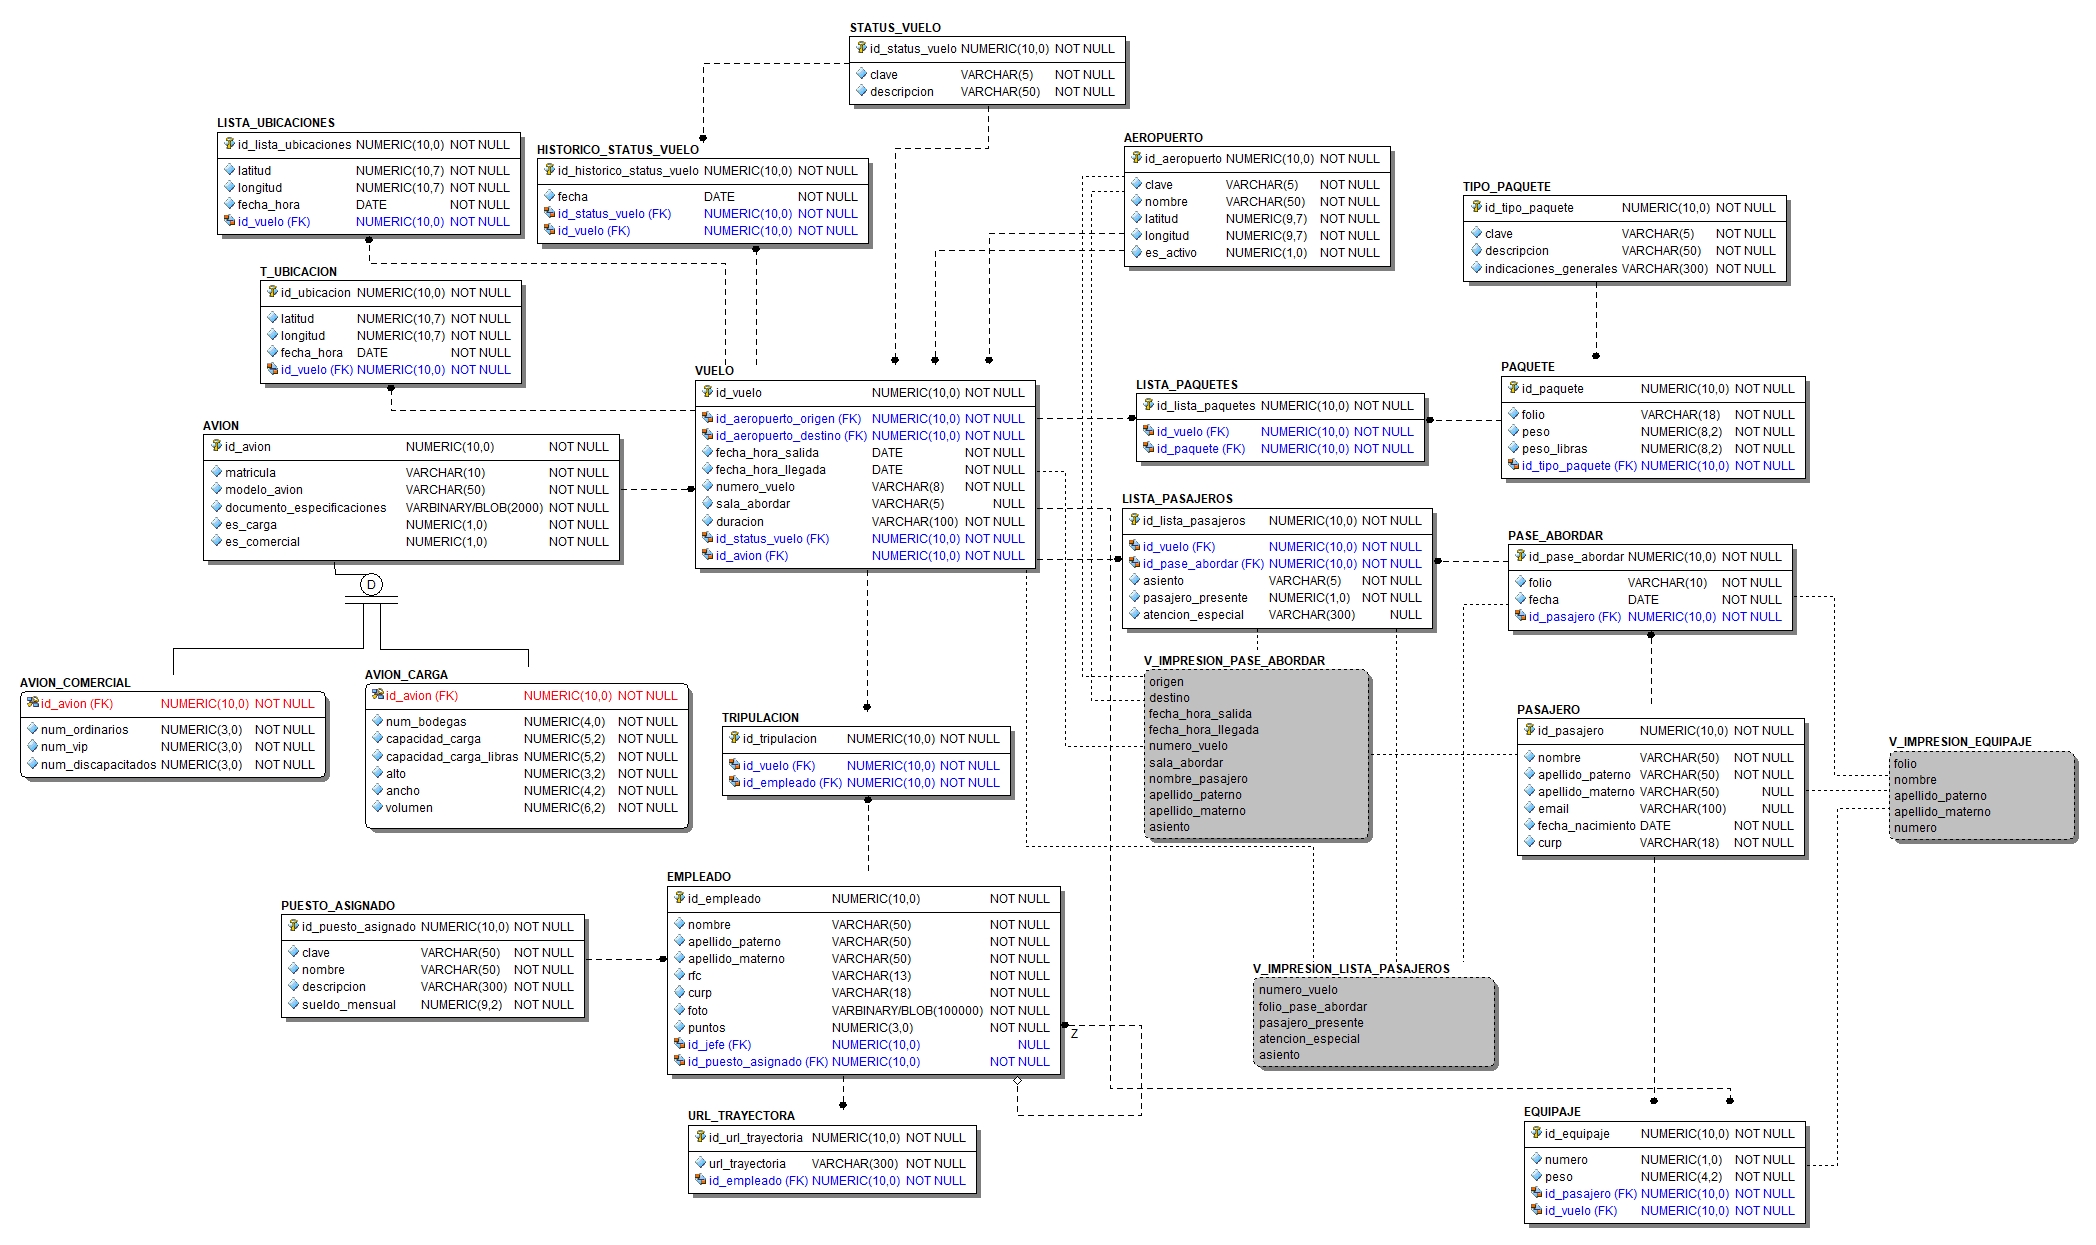 STATUS_VUELO
id_status_vuelo NUMERIC(10,0) NOT NULL
clave VARCHAR(5) NOT NULL
descripcion VARCHAR(50) NOT NULL
LISTA_UBICACIONES
id_lista_ubicaciones NUMERIC(10,0) NOT NULL
latitud NUMERIC(10,7) NOT NULL
longitud NUMERIC(10,7) NOT NULL
fecha_hora DATE NOT NULL
id_vuelo (FK) NUMERIC(10,0) NOT NULL
HISTORICO_STATUS_VUELO
id_historico_status_vuelo NUMERIC(10,0) NOT NULL
fecha DATE NOT NULL
id_status_vuelo (FK) NUMERIC(10,0) NOT NULL
id_vuelo (FK) NUMERIC(10,0) NOT NULL
AEROPUERTO
id_aeropuerto NUMERIC(10,0) NOT NULL
clave VARCHAR(5) NOT NULL
nombre VARCHAR(50) NOT NULL
latitud NUMERIC(9,7) NOT NULL
longitud NUMERIC(9,7) NOT NULL
es_activo NUMERIC(1,0) NOT NULL
TIPO_PAQUETE
id_tipo_paquete NUMERIC(10,0) NOT NULL
clave VARCHAR(5) NOT NULL
descripcion VARCHAR(50) NOT NULL
indicaciones_generales VARCHAR(300) NOT NULL
T_UBICACION
id_ubicacion NUMERIC(10,0) NOT NULL
latitud NUMERIC(10,7) NOT NULL
longitud NUMERIC(10,7) NOT NULL
fecha_hora DATE NOT NULL
id_vuelo (FK) NUMERIC(10,0) NOT NULL
VUELO
id_vuelo NUMERIC(10,0) NOT NULL
id_aeropuerto_origen (FK) NUMERIC(10,0) NOT NULL
id_aeropuerto_destino (FK) NUMERIC(10,0) NOT NULL
fecha_hora_salida DATE NOT NULL
fecha_hora_llegada DATE NOT NULL
numero_vuelo VARCHAR(8) NOT NULL
sala_abordar VARCHAR(5) NULL
duracion VARCHAR(100) NOT NULL
id_status_vuelo (FK) NUMERIC(10,0) NOT NULL
id_avion (FK) NUMERIC(10,0) NOT NULL
LISTA_PAQUETES
id_lista_paquetes NUMERIC(10,0) NOT NULL
id_vuelo (FK) NUMERIC(10,0) NOT NULL
id_paquete (FK) NUMERIC(10,0) NOT NULL
PAQUETE
id_paquete NUMERIC(10,0) NOT NULL
folio VARCHAR(18) NOT NULL
peso NUMERIC(8,2) NOT NULL
peso_libras NUMERIC(8,2) NOT NULL
id_tipo_paquete (FK) NUMERIC(10,0) NOT NULL
AVION
id_avion NUMERIC(10,0) NOT NULL
matricula VARCHAR(10) NOT NULL
modelo_avion VARCHAR(50) NOT NULL
documento_especificaciones VARBINARY/BLOB(2000) NOT NULL
es_carga NUMERIC(1,0) NOT NULL
es_comercial NUMERIC(1,0) NOT NULL
D
LISTA_PASAJEROS
id_lista_pasajeros NUMERIC(10,0) NOT NULL
id_vuelo (FK) NUMERIC(10,0) NOT NULL
id_pase_abordar (FK) NUMERIC(10,0) NOT NULL
asiento VARCHAR(5) NOT NULL
pasajero_presente NUMERIC(1,0) NOT NULL
atencion_especial VARCHAR(300) NULL
PASE_ABORDAR
id_pase_abordar NUMERIC(10,0) NOT NULL
folio VARCHAR(10) NOT NULL
fecha DATE NOT NULL
id_pasajero (FK) NUMERIC(10,0) NOT NULL
AVION_COMERCIAL
id_avion (FK) NUMERIC(10,0) NOT NULL
num_ordinarios NUMERIC(3,0) NOT NULL
num_vip NUMERIC(3,0) NOT NULL
num_discapacitados NUMERIC(3,0) NOT NULL
AVION_CARGA
id_avion (FK) NUMERIC(10,0) NOT NULL
num_bodegas NUMERIC(4,0) NOT NULL
capacidad_carga NUMERIC(5,2) NOT NULL
capacidad_carga_libras NUMERIC(5,2) NOT NULL
alto NUMERIC(3,2) NOT NULL
ancho NUMERIC(4,2) NOT NULL
volumen NUMERIC(6,2) NOT NULL
TRIPULACION
id_tripulacion NUMERIC(10,0) NOT NULL
id_vuelo (FK) NUMERIC(10,0) NOT NULL
id_empleado (FK) NUMERIC(10,0) NOT NULL
V_IMPRESION_PASE_ABORDAR
origen
destino
fecha_hora_salida
fecha_hora_llegada
numero_vuelo
sala_abordar
nombre_pasajero
apellido_paterno
apellido_materno
asiento
PASAJERO
id_pasajero NUMERIC(10,0) NOT NULL
nombre VARCHAR(50) NOT NULL
apellido_paterno VARCHAR(50) NOT NULL
apellido_materno VARCHAR(50) NULL
email VARCHAR(100) NULL
fecha_nacimiento DATE NOT NULL
curp VARCHAR(18) NOT NULL
V_IMPRESION_EQUIPAJE
folio
nombre
apellido_paterno
apellido_materno
numero
PUESTO_ASIGNADO
id_puesto_asignado NUMERIC(10,0) NOT NULL
clave VARCHAR(50) NOT NULL
nombre VARCHAR(50) NOT NULL
descripcion VARCHAR(300) NOT NULL
sueldo_mensual NUMERIC(9,2) NOT NULL
EMPLEADO
id_empleado NUMERIC(10,0) NOT NULL
nombre VARCHAR(50) NOT NULL
apellido_paterno VARCHAR(50) NOT NULL
apellido_materno VARCHAR(50) NOT NULL
rfc VARCHAR(13) NOT NULL
curp VARCHAR(18) NOT NULL
foto VARBINARY/BLOB(100000) NOT NULL
puntos NUMERIC(3,0) NOT NULL
id_jefe (FK) NUMERIC(10,0) NULL
id_puesto_asignado (FK) NUMERIC(10,0) NOT NULL
Z
V_IMPRESION_LISTA_PASAJEROS
numero_vuelo
folio_pase_abordar
pasajero_presente
atencion_especial
asiento
URL_TRAYECTORA
id_url_trayectoria NUMERIC(10,0) NOT NULL
url_trayectoria VARCHAR(300) NOT NULL
id_empleado (FK) NUMERIC(10,0) NOT NULL
EQUIPAJE
id_equipaje NUMERIC(10,0) NOT NULL
numero NUMERIC(1,0) NOT NULL
peso NUMERIC(4,2) NOT NULL
id_pasajero (FK) NUMERIC(10,0) NOT NULL
id_vuelo (FK) NUMERIC(10,0) NOT NULL